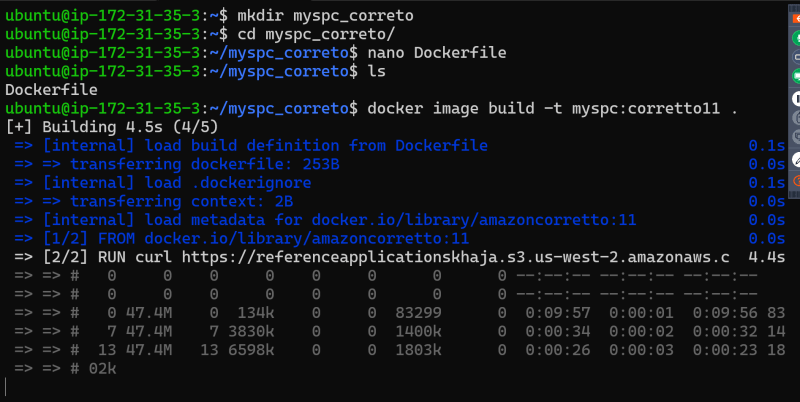 ubuntu@ip-172-31-35-3:~$ mkdir myspc_correto
ubuntu@ip-172-31-35-3:~$ cd myspc_correto/
ubuntu@ip-172-31-35-3:~/myspc_correto$ nano Dockerfile
ubuntu@ip-172-31-35-3:~/myspc_correto$ ls
Dockerfile
ubuntu@ip-172-31-35-3:~/myspc_correto$ docker image build -t myspc:corretto11 .
[+] Building 4.5s (4/5)
=> [internal] load build definition from Dockerfile 0.1s
=> => transferring dockerfile: 253B 0.0s
=> [internal] load .dockerignore 0.1s
=> => transferring context: 2B 0.0s
=> [internal] load metadata for docker.io/library/amazoncorretto:11 0.0s
=> [1/2] FROM docker.io/library/amazoncorretto:11 0.0s
=> [2/2] RUN curl https://referenceapplicationskhaja.s3.us-west-2.amazonaws.c 4.4s
=> => # 0 0 0 0 0 0 0 0 --:--:-- --:--:-- --:--:--
=> => # 0 0 0 0 0 0 0 0 --:--:-- --:--:-- --:--:--
=> => # 0 47.4M 0 134k 0 0 83299 0 0:09:57 0:00:01 0:09:56 83
=> => # 7 47.4M 7 3830k 0 0 1400k 0 0:00:34 0:00:02 0:00:32 14
=> => # 13 47.4M 13 6598k 0 0 1803k 0 0:00:26 0:00:03 0:00:23 18
=> => # 02k